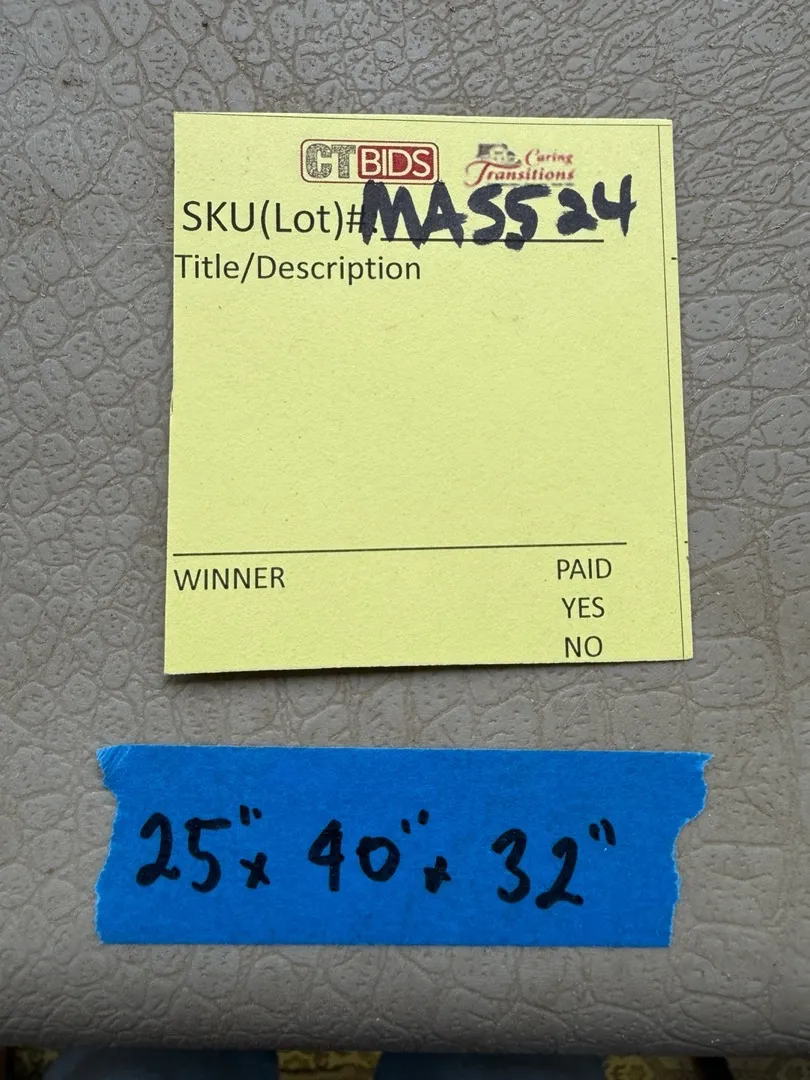 CTBIDS Caring Transitions
SKU(Lot)#: MASS24
Title/Description
WINNER PAID
YES
NO
25" x 40" x 32"